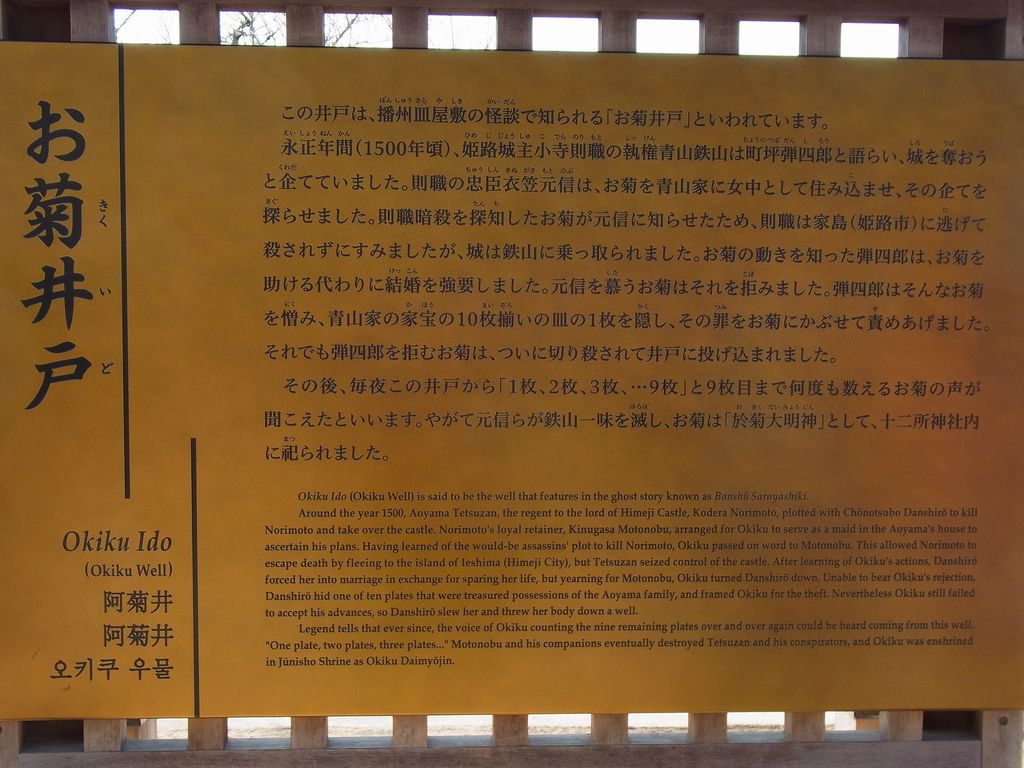 お菊井戸
きく い ど
Okiku Ido
(Okiku Well)
阿菊井
阿菊井
오키쿠 우물
この井戸は、播州皿屋敷の怪談で知られる「お菊井戸」といわれています。
永正年間(1500年頃)、姫路城主小寺則職の執権青山鉄山は町坪弾四郎と語らい、城を奪おう
と企てていました。則職の忠臣衣笠元信は、お菊を青山家に女中として住み込ませ、その企てを
探らせました。則職暗殺を探知したお菊が元信に知らせたため、則職は家島(姫路市)に逃げて
殺されずにすみましたが、城は鉄山に乗っ取られました。お菊の動きを知った弾四郎は、お菊を
助ける代わりに結婚を強要しました。元信を慕うお菊はそれを拒みました。弾四郎はそんなお菊
を憎み、青山家の家宝の10枚揃いの皿の1枚を隠し、その罪をお菊にかぶせて責めあげました。
それでも弾四郎を拒むお菊は、ついに切り殺されて井戸に投げ込まれました。
その後、毎夜この井戸から「1枚、2枚、3枚、…9枚」と9枚目まで何度も数えるお菊の声が
聞こえたといいます。やがて元信らが鉄山一味を滅し、お菊は「於菊大明神」として、十二所神社内
に祀られました。
Okiku Ido (Okiku Well) is said to be the well that features in the ghost story known as Banshū Sarayashiki.
Around the year 1500, Aoyama Tetsuzan, the regent to the lord of Himeji Castle, Kodera Norimoto, plotted with Chōnotsubo Danshirō to kill
Norimoto and take over the castle. Norimoto's loyal retainer, Kinugasa Motonobu, arranged for Okiku to serve as a maid in the Aoyama's house to
ascertain his plans. Having learned of the would-be assassins' plot to kill Norimoto, Okiku passed on word to Motonobu. This allowed Norimoto to
escape death by fleeing to the island of Ieshima (Himeji City), but Tetsuzan seized control of the castle. After learning of Okiku's actions, Danshirō
forced her into marriage in exchange for sparing her life, but yearning for Motonobu, Okiku turned Danshirō down. Unable to bear Okiku's rejection,
Danshirō hid one of ten plates that were treasured possessions of the Aoyama family, and framed Okiku for the theft. Nevertheless Okiku still failed
to accept his advances, so Danshirō slew her and threw her body down a well.
Legend tells that ever since, the voice of Okiku counting the nine remaining plates over and over again could be heard coming from this well.
"One plate, two plates, three plates..." Motonobu and his companions eventually destroyed Tetsuzan and his conspirators, and Okiku was enshrined
in Jūnisho Shrine as Okiku Daimyōjin.